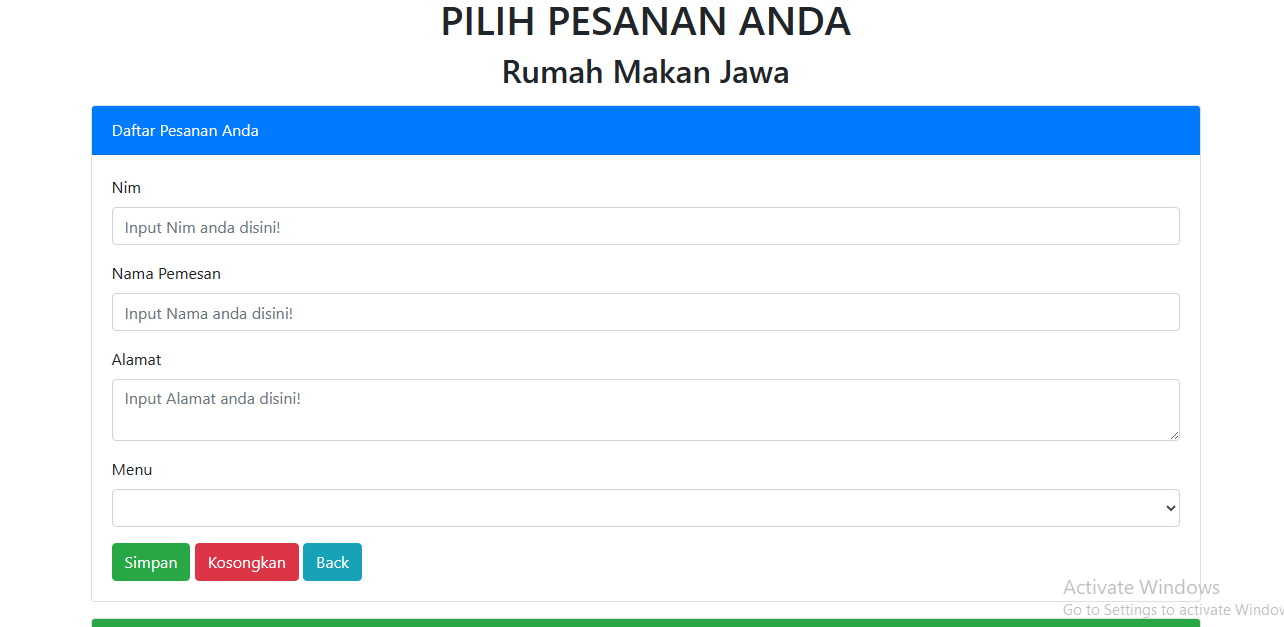 PILIH PESANAN ANDA
Rumah Makan Jawa
Daftar Pesanan Anda
Nim
Input Nim anda disini!
Nama Pemesan
Input Nama anda disini!
Alamat
Input Alamat anda disini!
Menu
Simpan Kosongkan Back
Activate Windows
Go to Settings to activate Window